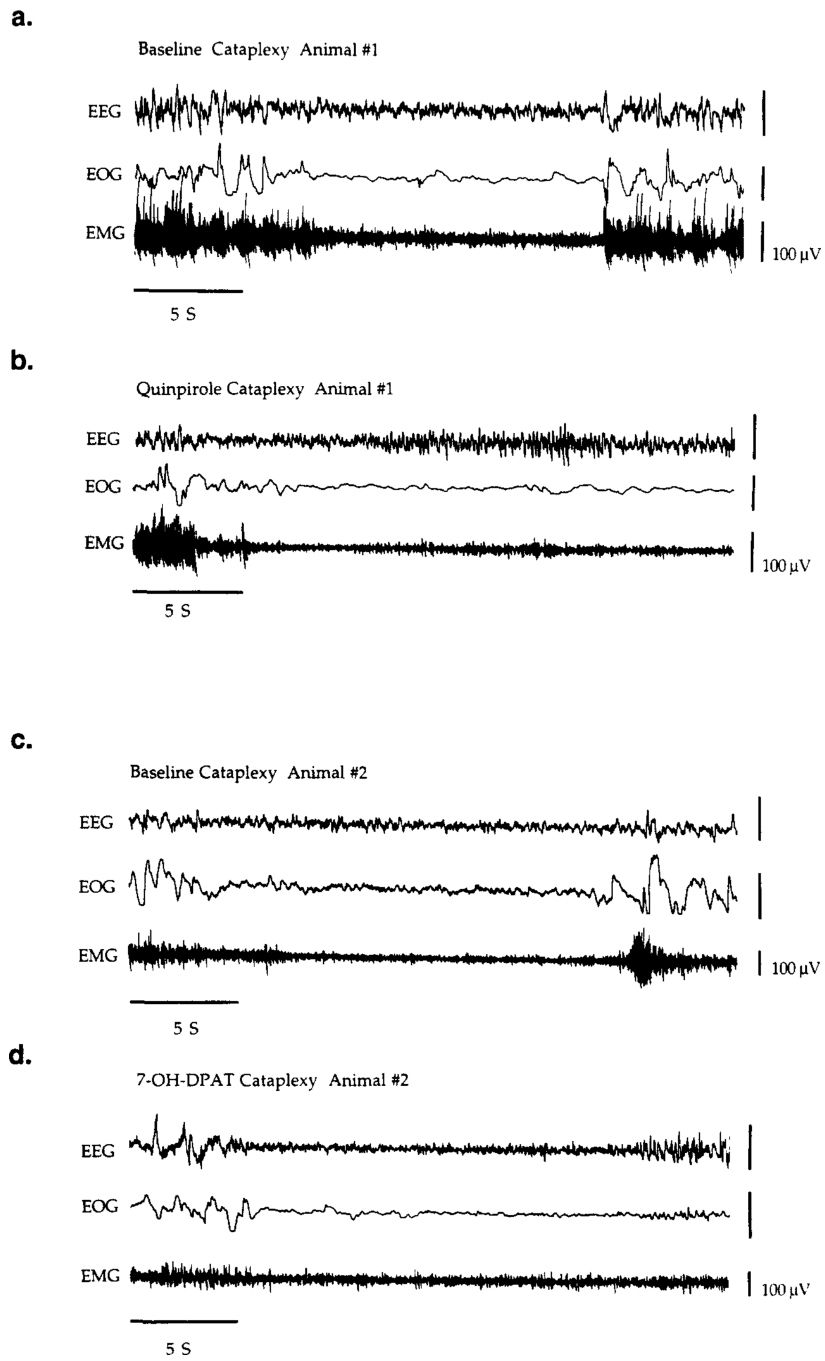 a.
Baseline Cataplexy Animal #1
EEG
EOG
EMG
100 µV
5 S
b.
Quinpirole Cataplexy Animal #1
EEG
EOG
EMG
100 µV
5 S
c.
Baseline Cataplexy Animal #2
EEG
EOG
EMG
100 µV
5 S
d.
7-OH-DPAT Cataplexy Animal #2
EEG
EOG
EMG
100 µV
5 S